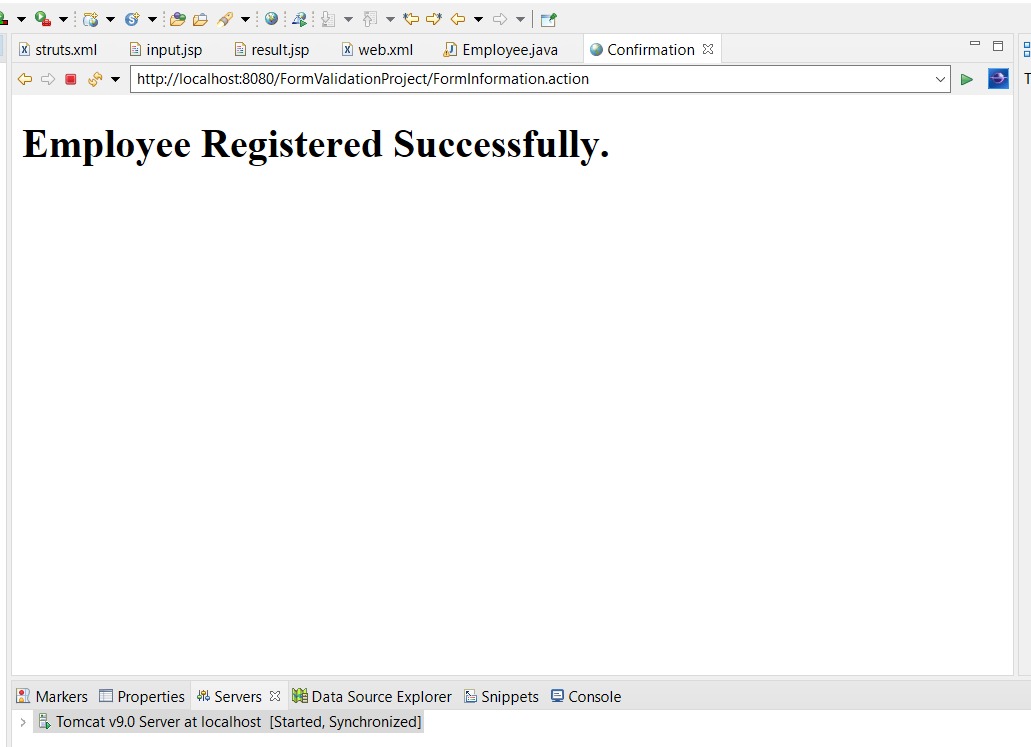 struts.xml input.jsp result.jsp web.xml Employee.java Confirmation
http://localhost:8080/FormValidationProject/FormInformation.action
Employee Registered Successfully.
Markers Properties Servers Data Source Explorer Snippets Console
Tomcat v9.0 Server at localhost [Started, Synchronized]